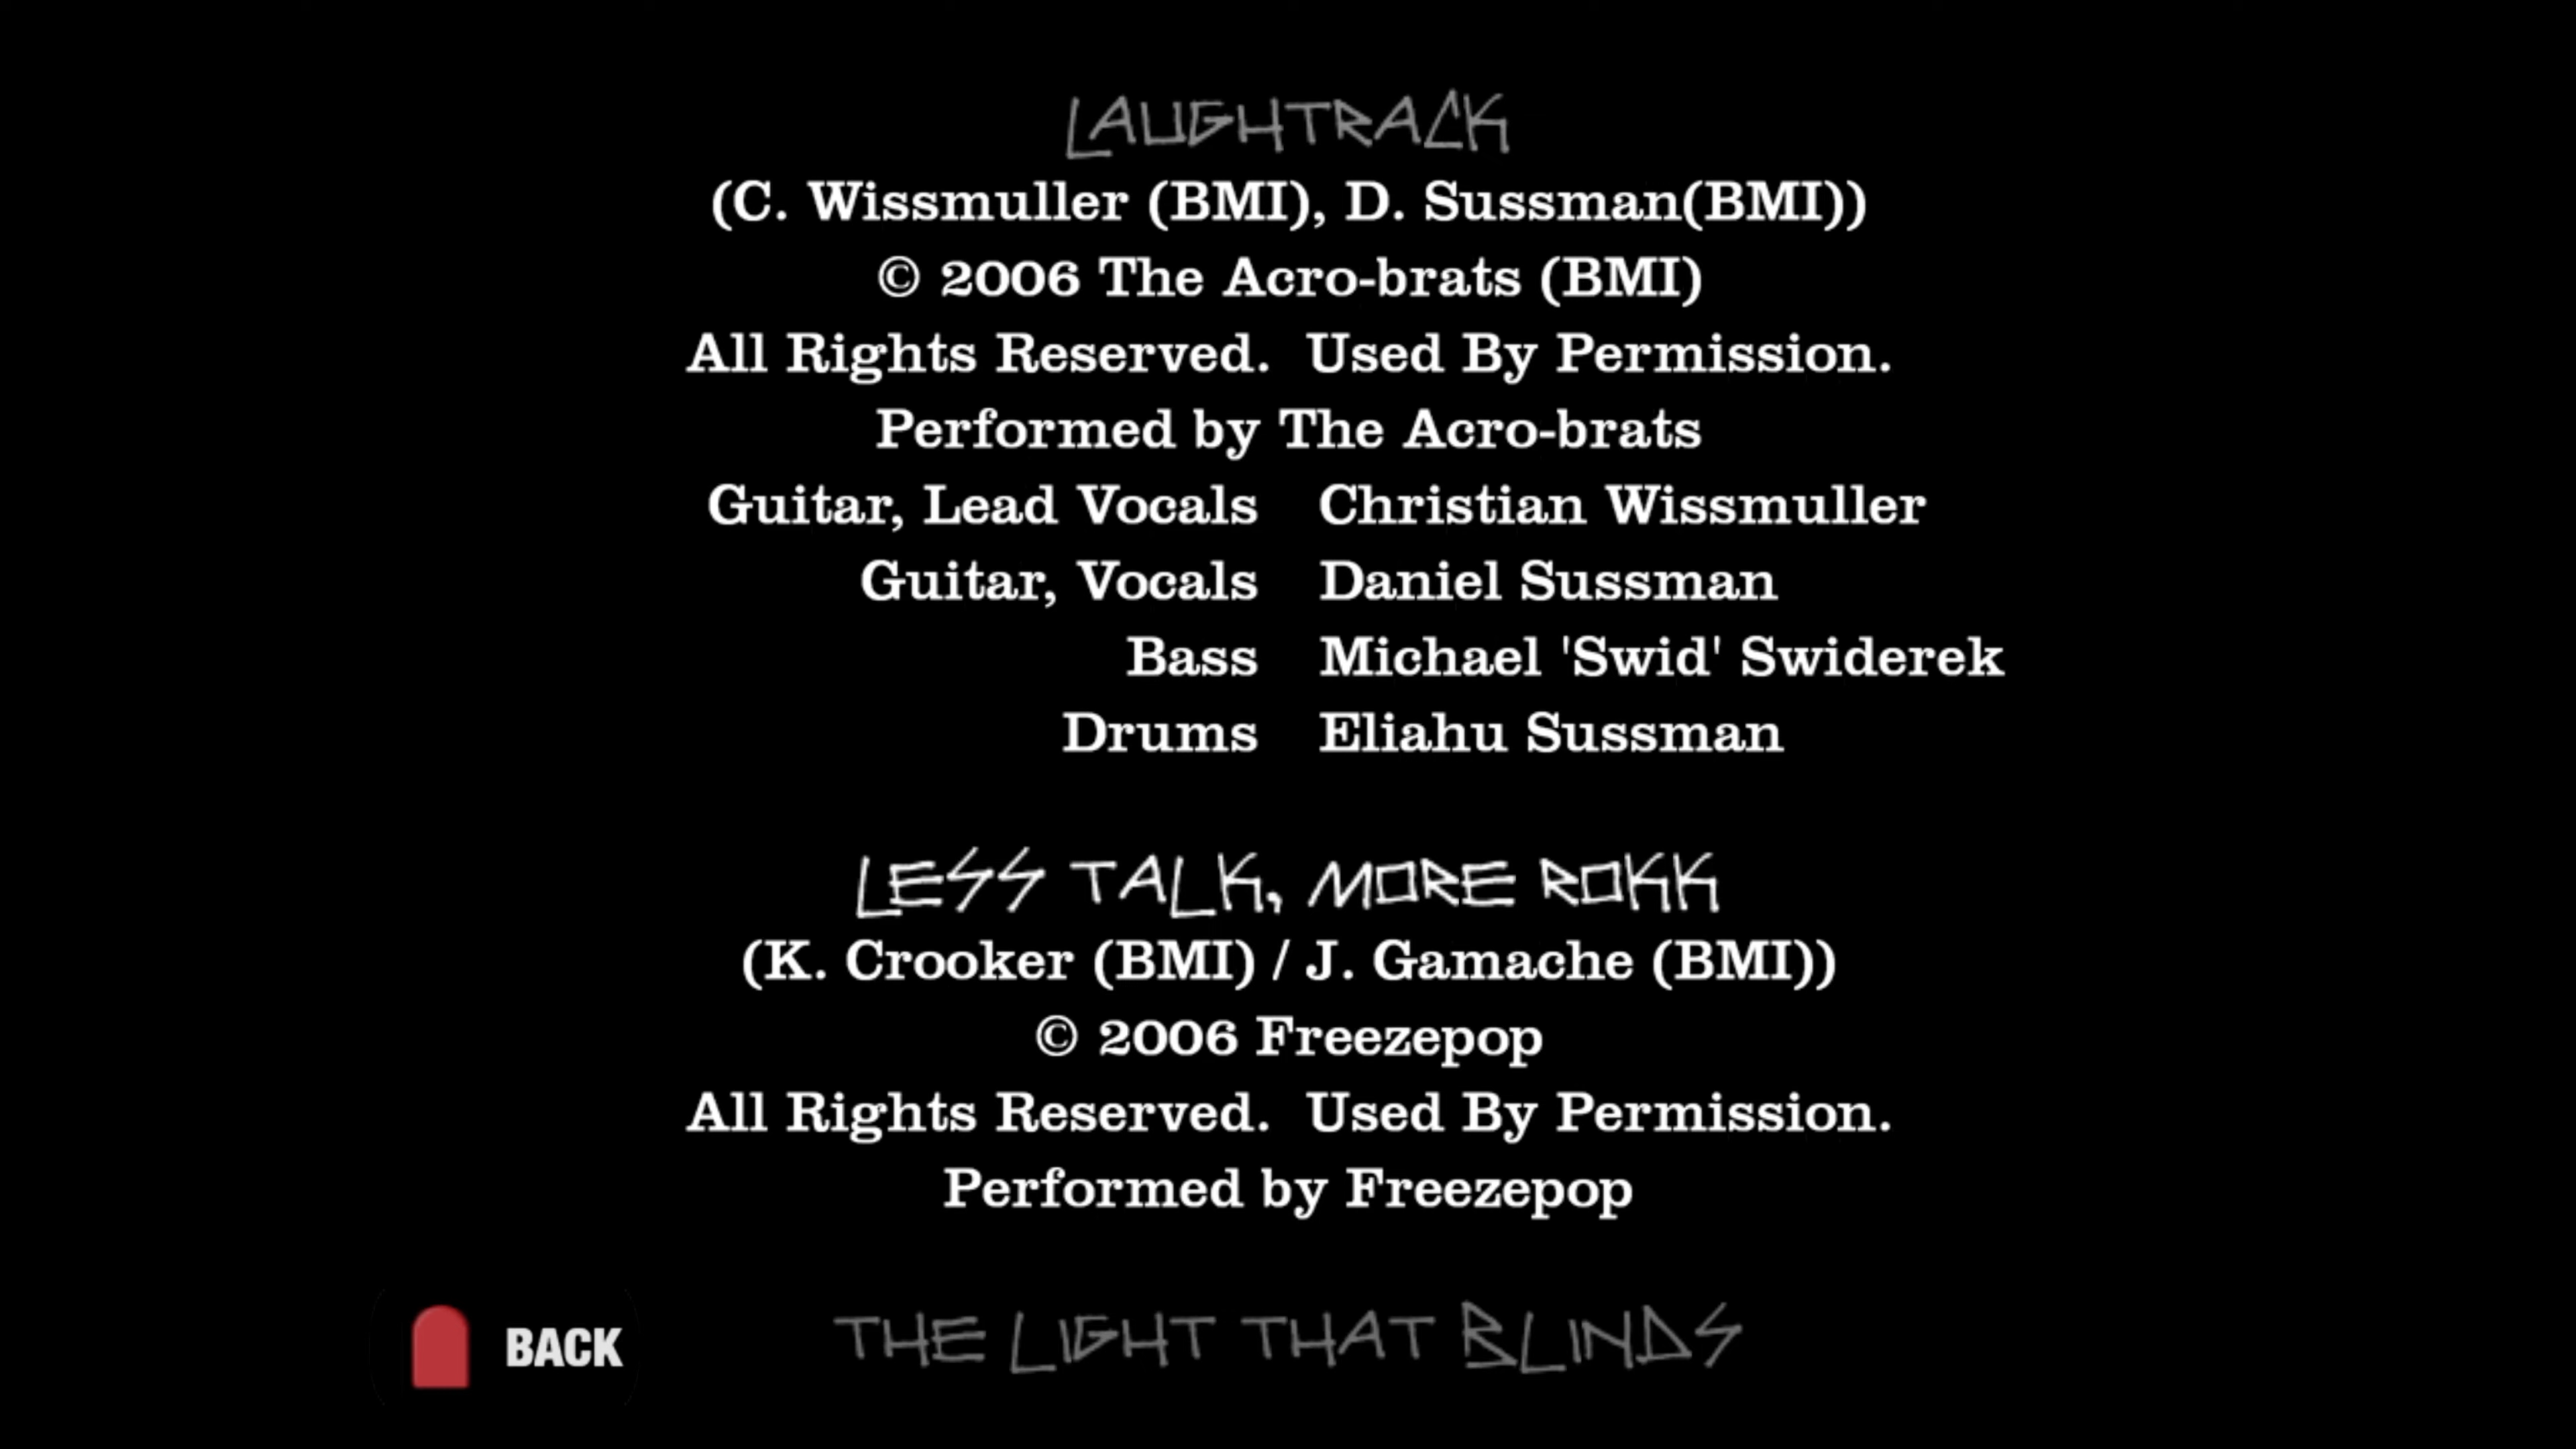 LAUGHTRACK
(C. Wissmuller (BMI), D. Sussman(BMI))
© 2006 The Acro-brats (BMI)
All Rights Reserved.  Used By Permission.
Performed by The Acro-brats
Guitar, Lead Vocals Christian Wissmuller
Guitar, Vocals Daniel Sussman
Bass Michael 'Swid' Swiderek
Drums Eliahu Sussman
LESS TALK, MORE ROKK
(K. Crooker (BMI) / J. Gamache (BMI))
© 2006 Freezepop
All Rights Reserved.  Used By Permission.
Performed by Freezepop
THE LIGHT THAT BLINDS
BACK